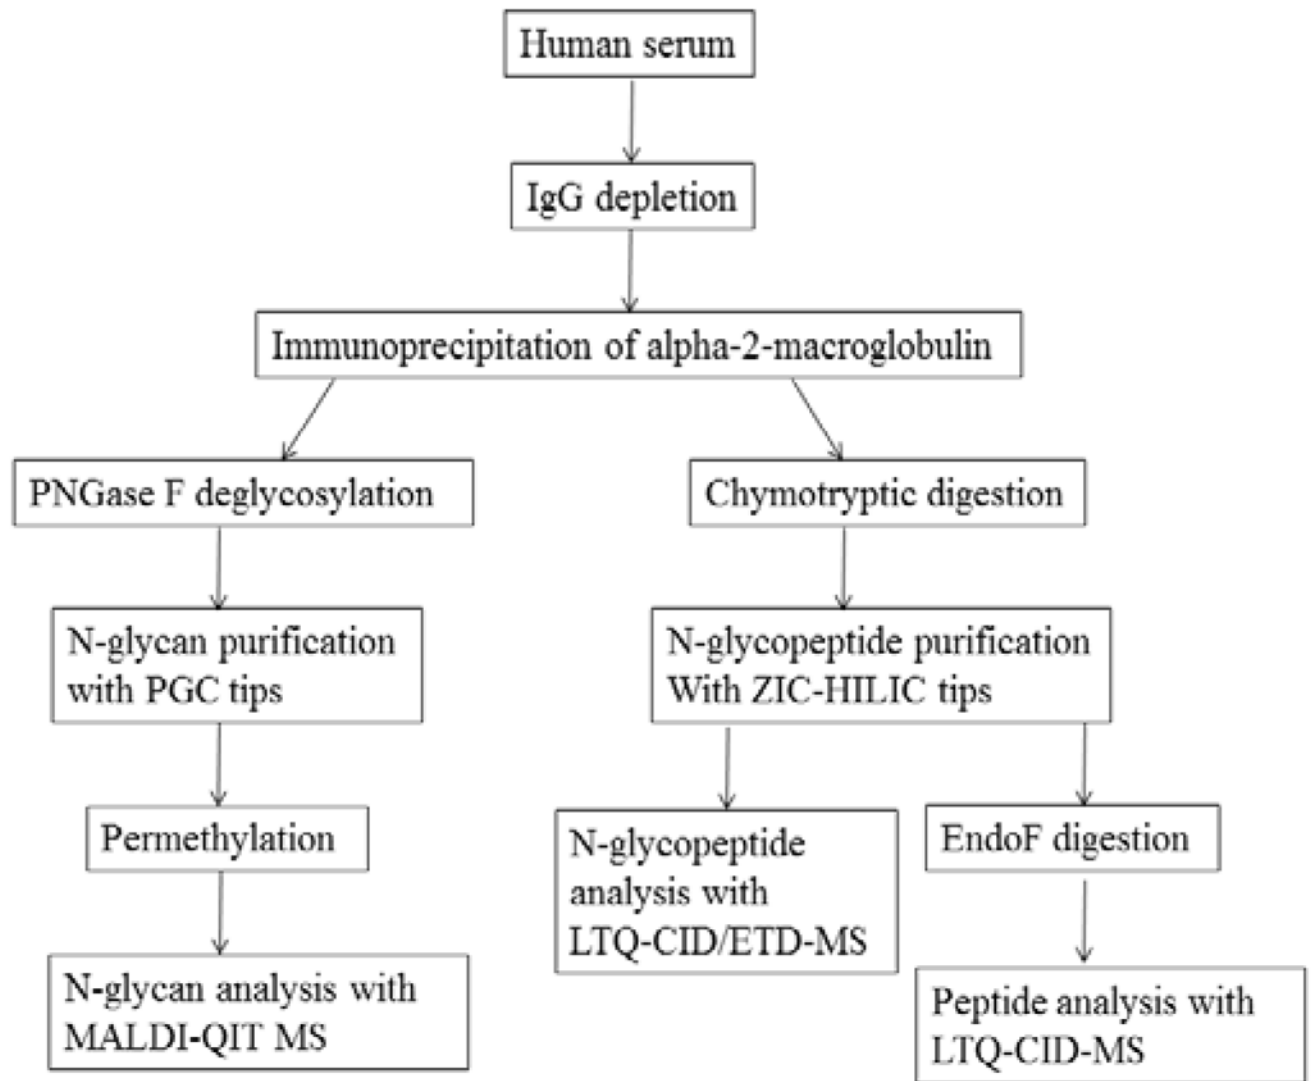 Human serum
IgG depletion
Immunoprecipitation of alpha-2-macroglobulin
PNGase F deglycosylation
Chymotryptic digestion
N-glycan purification
with PGC tips
N-glycopeptide purification
With ZIC-HILIC tips
Permethylation
N-glycopeptide
analysis with
LTQ-CID/ETD-MS
EndoF digestion
N-glycan analysis with
MALDI-QIT MS
Peptide analysis with
LTQ-CID-MS